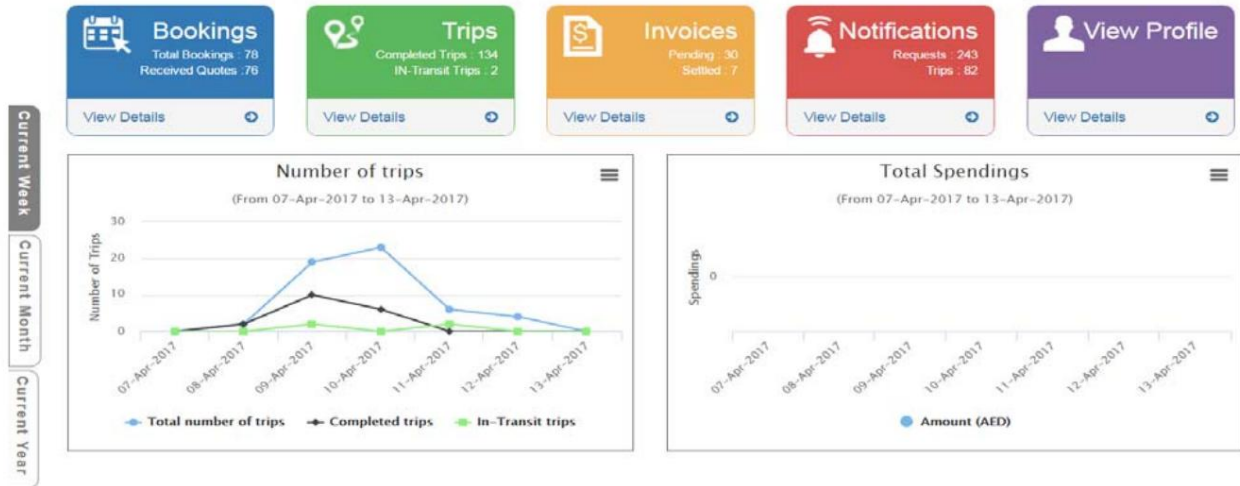 Bookings
Total Bookings : 78
Received Quotes :76
View Details
Trips
Completed Trips : 134
IN-Transit Trips : 2
View Details
Invoices
Pending : 30
Settled : 7
View Details
Notifications
Requests : 243
Trips : 82
View Details
View Profile
View Details
Current Week
Current Month
Current Year
Number of trips
(From 07-Apr-2017 to 13-Apr-2017)
Number of Trips
30
20
10
0
07-Apr-2017
08-Apr-2017
09-Apr-2017
10-Apr-2017
11-Apr-2017
12-Apr-2017
13-Apr-2017
Total number of trips
Completed trips
In-Transit trips
Total Spendings
(From 07-Apr-2017 to 13-Apr-2017)
Spendings
0
07-Apr-2017
08-Apr-2017
09-Apr-2017
10-Apr-2017
11-Apr-2017
12-Apr-2017
13-Apr-2017
Amount (AED)